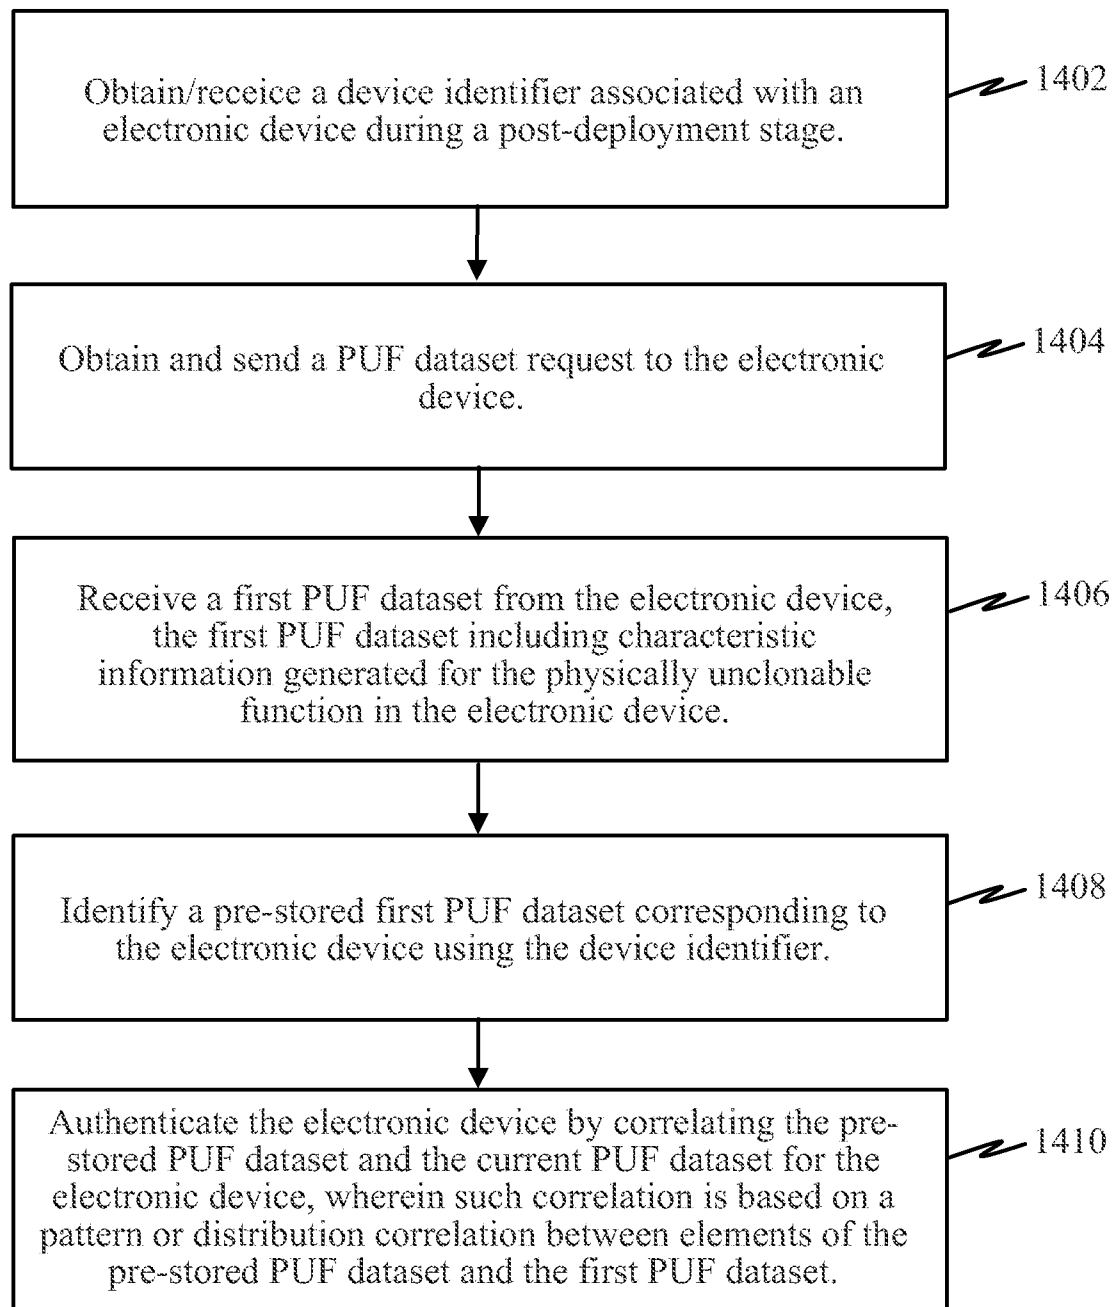 Obtain/receice a device identifier associated with an
electronic device during a post-deployment stage.
1402
Obtain and send a PUF dataset request to the electronic
device.
1404
Receive a first PUF dataset from the electronic device,
the first PUF dataset including characteristic
information generated for the physically unclonable
function in the electronic device.
1406
Identify a pre-stored first PUF dataset corresponding to
the electronic device using the device identifier.
1408
Authenticate the electronic device by correlating the pre-
stored PUF dataset and the current PUF dataset for the
electronic device, wherein such correlation is based on a
pattern or distribution correlation between elements of the
pre-stored PUF dataset and the first PUF dataset.
1410